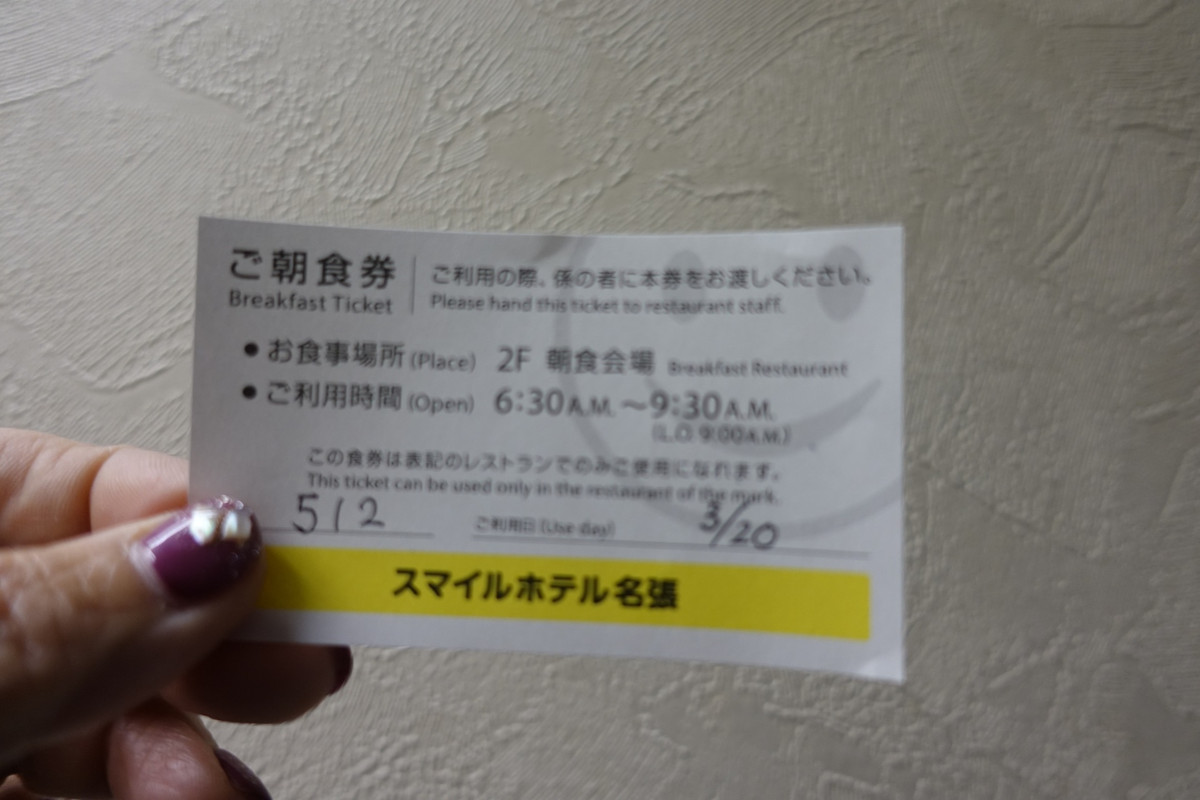 ご朝食券
Breakfast Ticket
ご利用の際、係の者に本券をお渡しください。
Please hand this ticket to restaurant staff.
●お食事場所 (Place) 2F 朝食会場 Breakfast Restaurant
●ご利用時間 (Open) 6:30A.M.～9:30A.M.
(L.O 9:00A.M.)
この食券は表記のレストランでのみご使用になれます。
This ticket can be used only in the restaurant of the mark.
512 ご利用日(Use day) 3/20
スマイルホテル名張